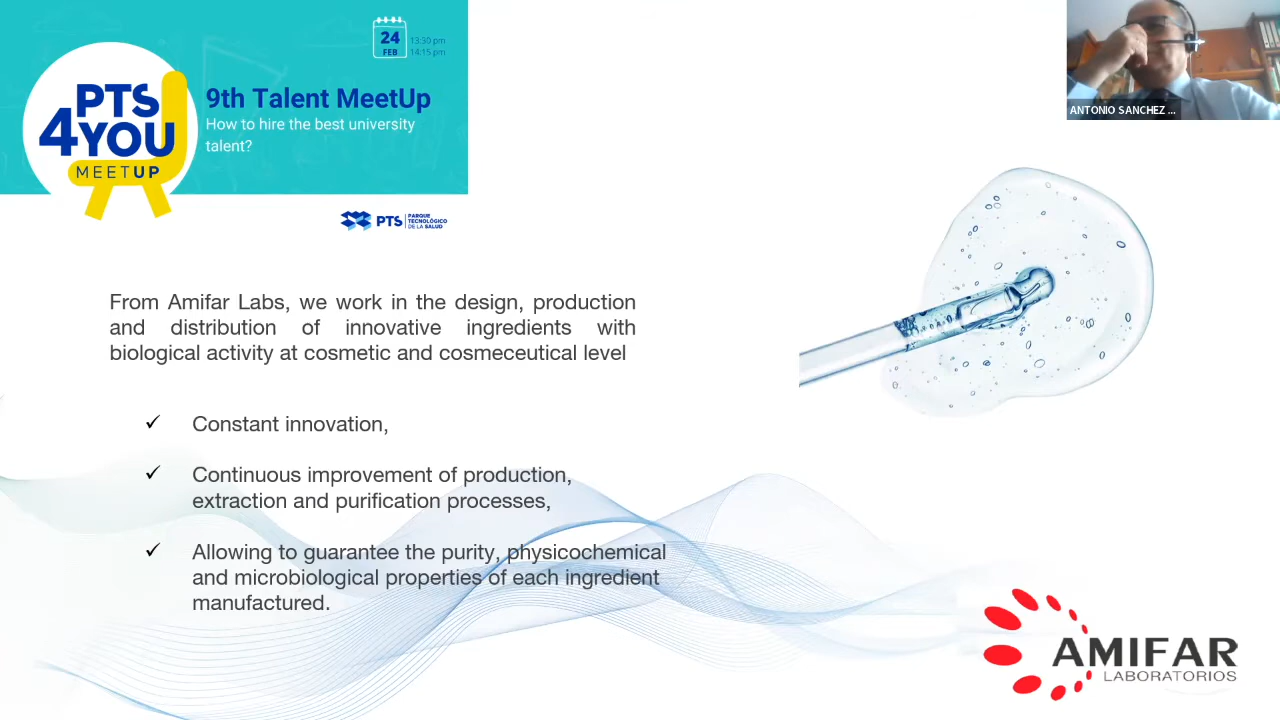 24
FEB
13:30 pm
14:15 pm
PTS
4YOU
MEETUP
9th Talent MeetUp
How to hire the best university
talent?
PTS
PARQUE
TECNOLÓGICO
DE LA SALUD
ANTONIO SANCHEZ ...
From Amifar Labs, we work in the design, production
and distribution of innovative ingredients with
biological activity at cosmetic and cosmeceutical level
✓ Constant innovation,
✓ Continuous improvement of production,
extraction and purification processes,
✓ Allowing to guarantee the purity, physicochemical
and microbiological properties of each ingredient
manufactured.
AMIFAR
LABORATORIOS